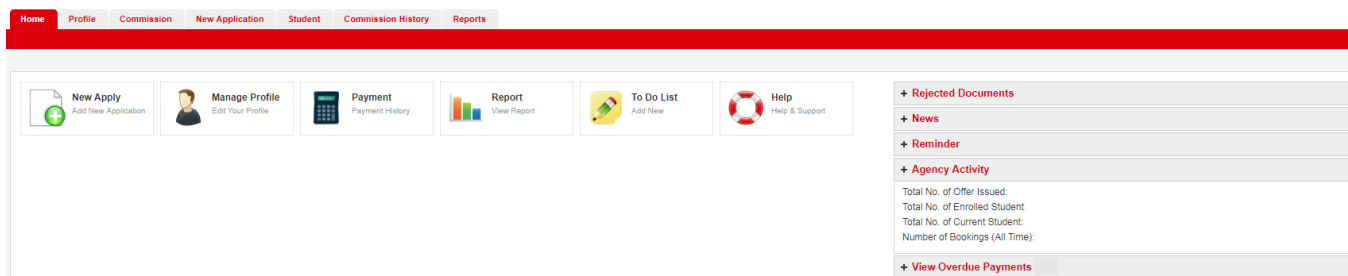 Home Profile Commission New Application Student Commission History Reports
New Apply
Add New Application
Manage Profile
Edit Your Profile
Payment
Payment History
Report
View Report
To Do List
Add New
Help
Help & Support
+ Rejected Documents
+ News
+ Reminder
+ Agency Activity
Total No. of Offer Issued:
Total No. of Enrolled Student
Total No. of Current Student:
Number of Bookings (All Time):
+ View Overdue Payments